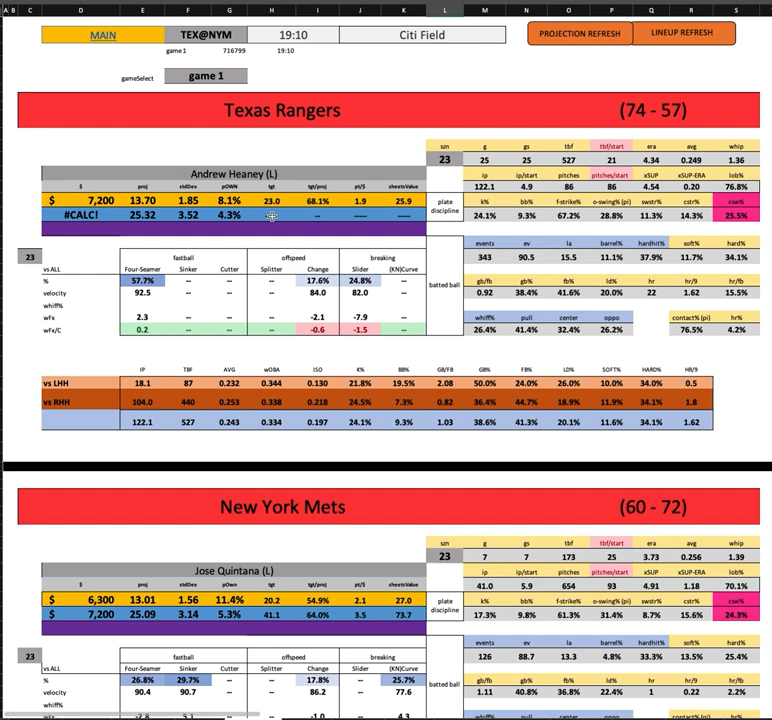 A B C D E F G H I J K L M N O P Q R S
MAIN TEX@NYM 19:10 Citi Field PROJECTION REFRESH LINEUP REFRESH
game 1 716799 19:10
gameSelect game 1
Texas Rangers (74 - 57)
szn g gs tbf tbf/start era avg whip
23 25 25 527 21 4.34 0.249 1.36
Andrew Heaney (L) ip ip/start pitches pitches/start xSUP xSUP-ERA lob%
$ proj stdDev pOWN tgt tgt/proj pt/$ sheetsValue 122.1 4.9 86 86 4.54 0.20 76.8%
$ 7,200 13.70 1.85 8.1% 23.0 68.1% 1.9 25.9 plate discipline k% bb% f-strike% o-swing% (pi) swstr% cstr% csw%
#CALC! 25.32 3.52 4.3% -- -- ---- -- 24.1% 9.3% 67.2% 28.8% 11.3% 14.3% 25.5%
events ev la barrel% hardhit% soft% hard%
23 fastball offspeed breaking 343 90.5 15.5 11.1% 37.9% 11.7% 34.1%
vs ALL Four-Seamer Sinker Cutter Splitter Change Slider (KN)Curve batted ball
% 57.7% -- -- -- 17.6% 24.8% -- gb/fb gb% fb% ld% hr hr/9 hr/fb
velocity 92.5 -- -- -- 84.0 82.0 -- 0.92 38.4% 41.6% 20.0% 22 1.62 15.5%
whiff%
wFx 2.3 -- -- -- -2.1 -7.9 -- whiff% pull center oppo contact% (pi) hr%
wFx/C 0.2 -- -- -- -0.6 -1.5 -- 26.4% 41.4% 32.4% 26.2% 76.5% 4.2%
IP TBF AVG wOBA ISO K% BB% GB/FB GB% FB% LD% SOFT% HARD% HR/9
vs LHH 18.1 87 0.232 0.344 0.130 21.8% 19.5% 2.08 50.0% 24.0% 26.0% 10.0% 34.0% 0.5
vs RHH 104.0 440 0.253 0.338 0.218 24.5% 7.3% 0.82 36.4% 44.7% 18.9% 11.9% 34.1% 1.8
122.1 527 0.243 0.334 0.197 24.1% 9.3% 1.03 38.6% 41.3% 20.1% 11.6% 34.1% 1.62
New York Mets (60 - 72)
szn g gs tbf tbf/start era avg whip
23 7 7 173 25 3.73 0.256 1.39
Jose Quintana (L) ip ip/start pitches pitches/start xSUP xSUP-ERA lob%
$ proj stdDev pOwn tgt tgt/proj pt/$ sheetsValue 41.0 5.9 654 93 4.91 1.18 70.1%
$ 6,300 13.01 1.56 11.4% 20.2 54.9% 2.1 27.0 plate discipline k% bb% f-strike% o-swing% (pi) swstr% cstr% csw%
$ 7,200 25.09 3.14 5.3% 41.1 64.0% 3.5 73.7 17.3% 9.8% 61.3% 31.4% 8.7% 15.6% 24.3%
events ev la barrel% hardhit% soft% hard%
23 fastball offspeed breaking 126 88.7 13.3 4.8% 33.3% 13.5% 25.4%
vs ALL Four-Seamer Sinker Cutter Splitter Change Slider (KN)Curve batted ball
% 26.8% 29.7% -- -- 17.8% -- 25.7% gb/fb gb% fb% ld% hr hr/9 hr/fb
velocity 90.4 90.7 -- -- 86.2 -- 77.6 1.11 40.8% 36.8% 22.4% 1 0.22 2.2%
whiff%
wFx -2.8 5.1 -- -- -1.0 -- 4.3 whiff% pull center oppo contact% (pi) hr%